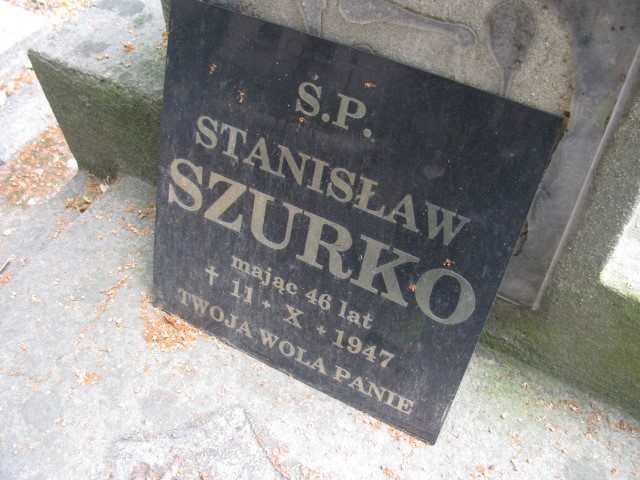 Ś.P.
STANISŁAW
SZURKO
mając 46 lat
† 11 + X + 1947
TWOJA WOLA PANIE